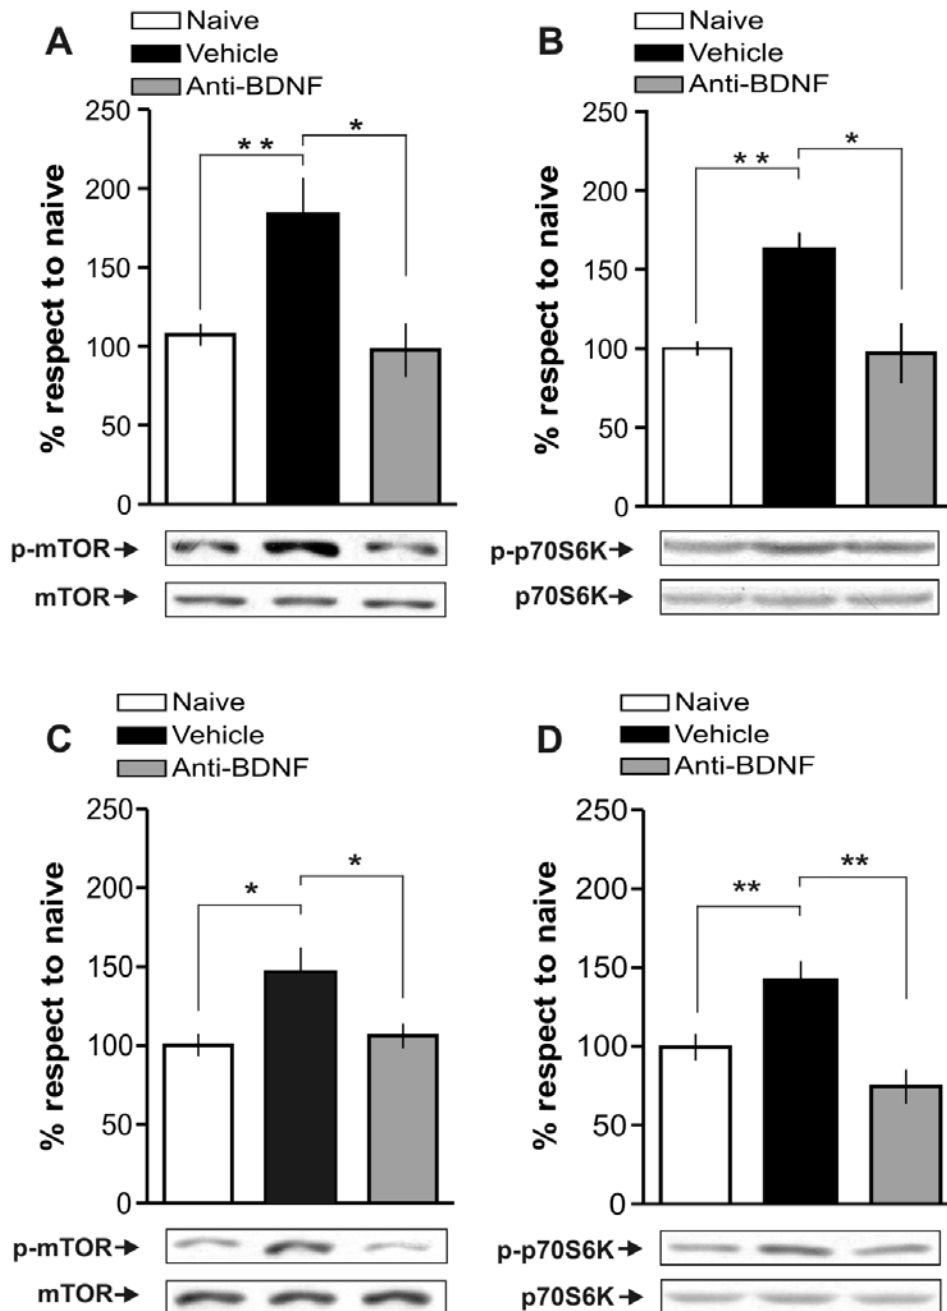 A
Naive
Vehicle
Anti-BDNF
% respect to naive
250
200
150
100
50
0
* *
*
p-mTOR→
mTOR→
B
Naive
Vehicle
Anti-BDNF
% respect to naive
250
200
150
100
50
0
* *
*
p-p70S6K→
p70S6K→
C
Naive
Vehicle
Anti-BDNF
% respect to naive
250
200
150
100
50
0
*
*
p-mTOR→
mTOR→
D
Naive
Vehicle
Anti-BDNF
% respect to naive
250
200
150
100
50
0
**
**
p-p70S6K→
p70S6K→